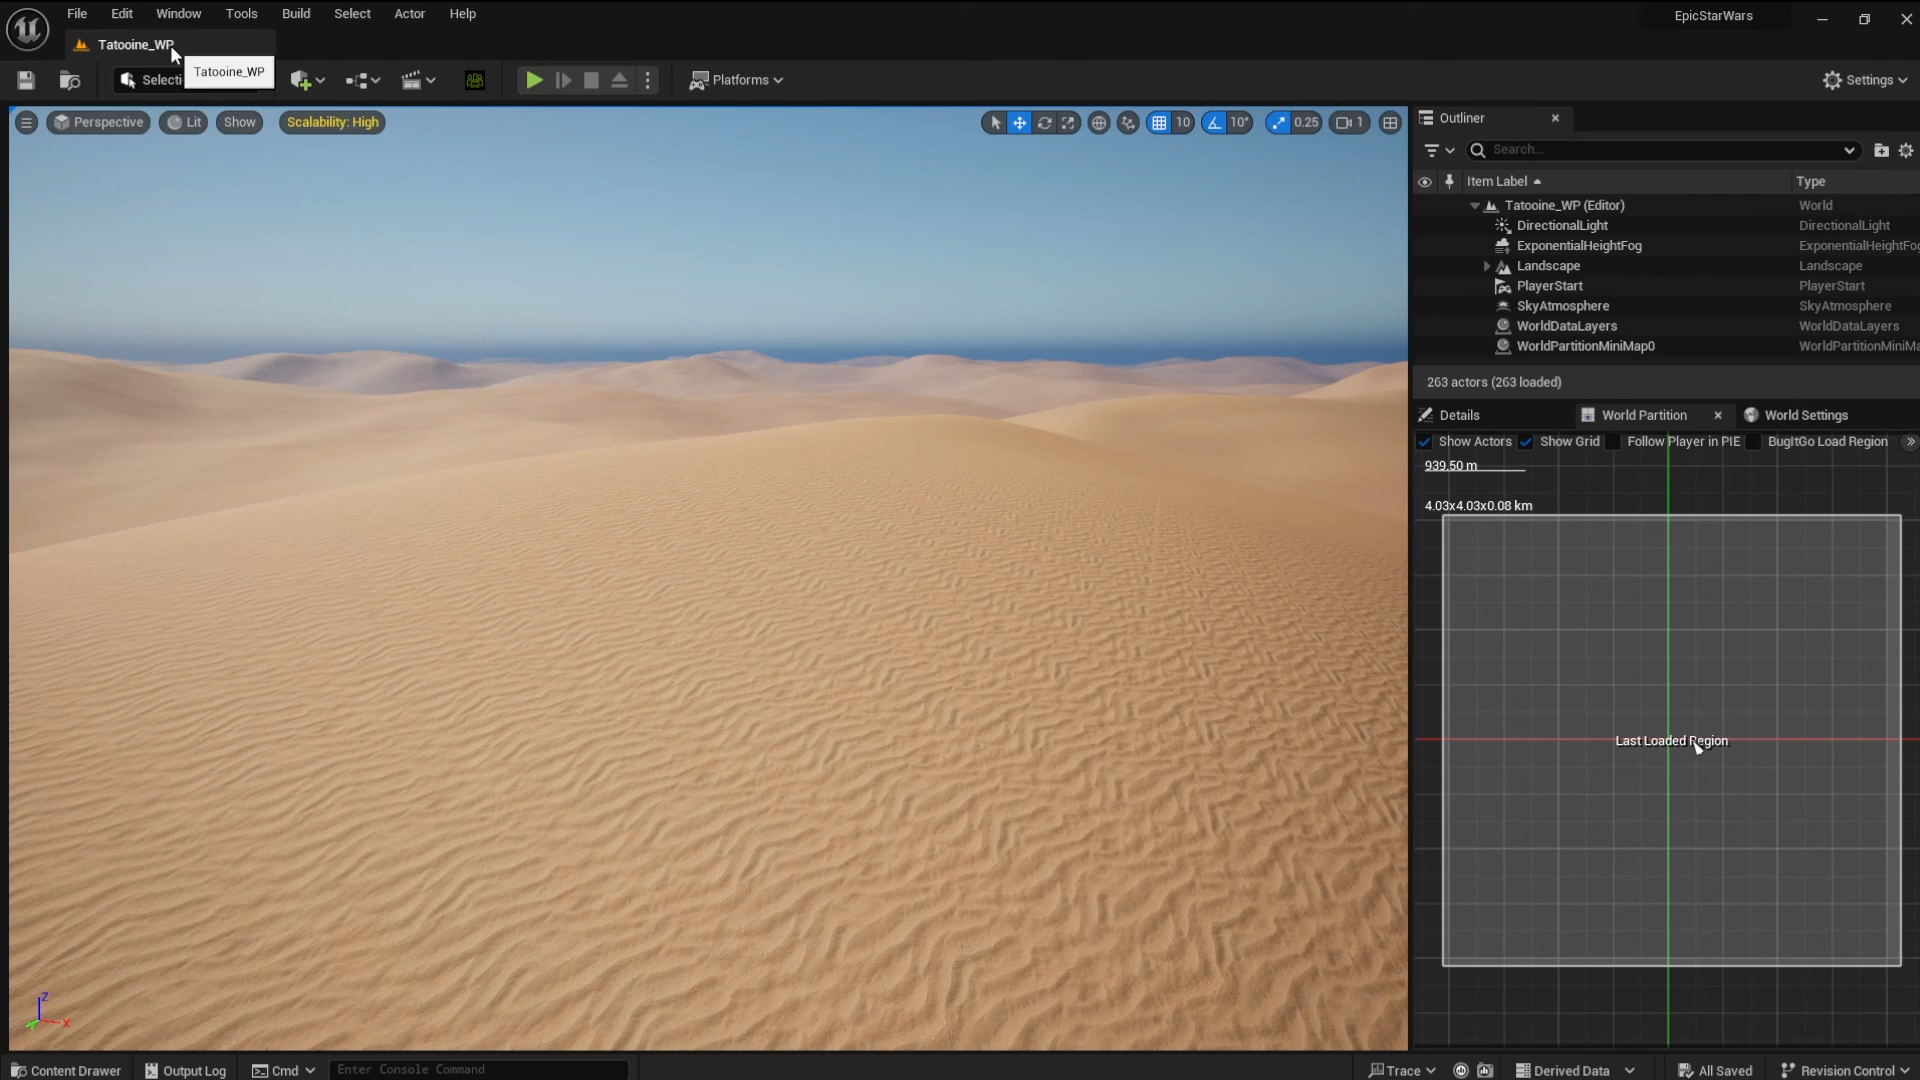 File Edit Window Tools Build Select Actor Help
EpicStarWars
Tatooine_WP
Tatooine_WP
Selecti
Platforms
Settings
Perspective Lit Show Scalability: High
10 10° 0.25 1
Outliner
Search...
Item Label Type
Tatooine_WP (Editor) World
DirectionalLight DirectionalLight
ExponentialHeightFog ExponentialHeightFog
Landscape Landscape
PlayerStart PlayerStart
SkyAtmosphere SkyAtmosphere
WorldDataLayers WorldDataLayers
WorldPartitionMiniMap0 WorldPartitionMiniMa
263 actors (263 loaded)
Details World Partition World Settings
Show Actors Show Grid Follow Player in PIE BugItGo Load Region
939.50 m
4.03x4.03x0.08 km
Last Loaded Region
Z
X
Content Drawer Output Log Cmd Enter Console Command Trace Derived Data All Saved Revision Control